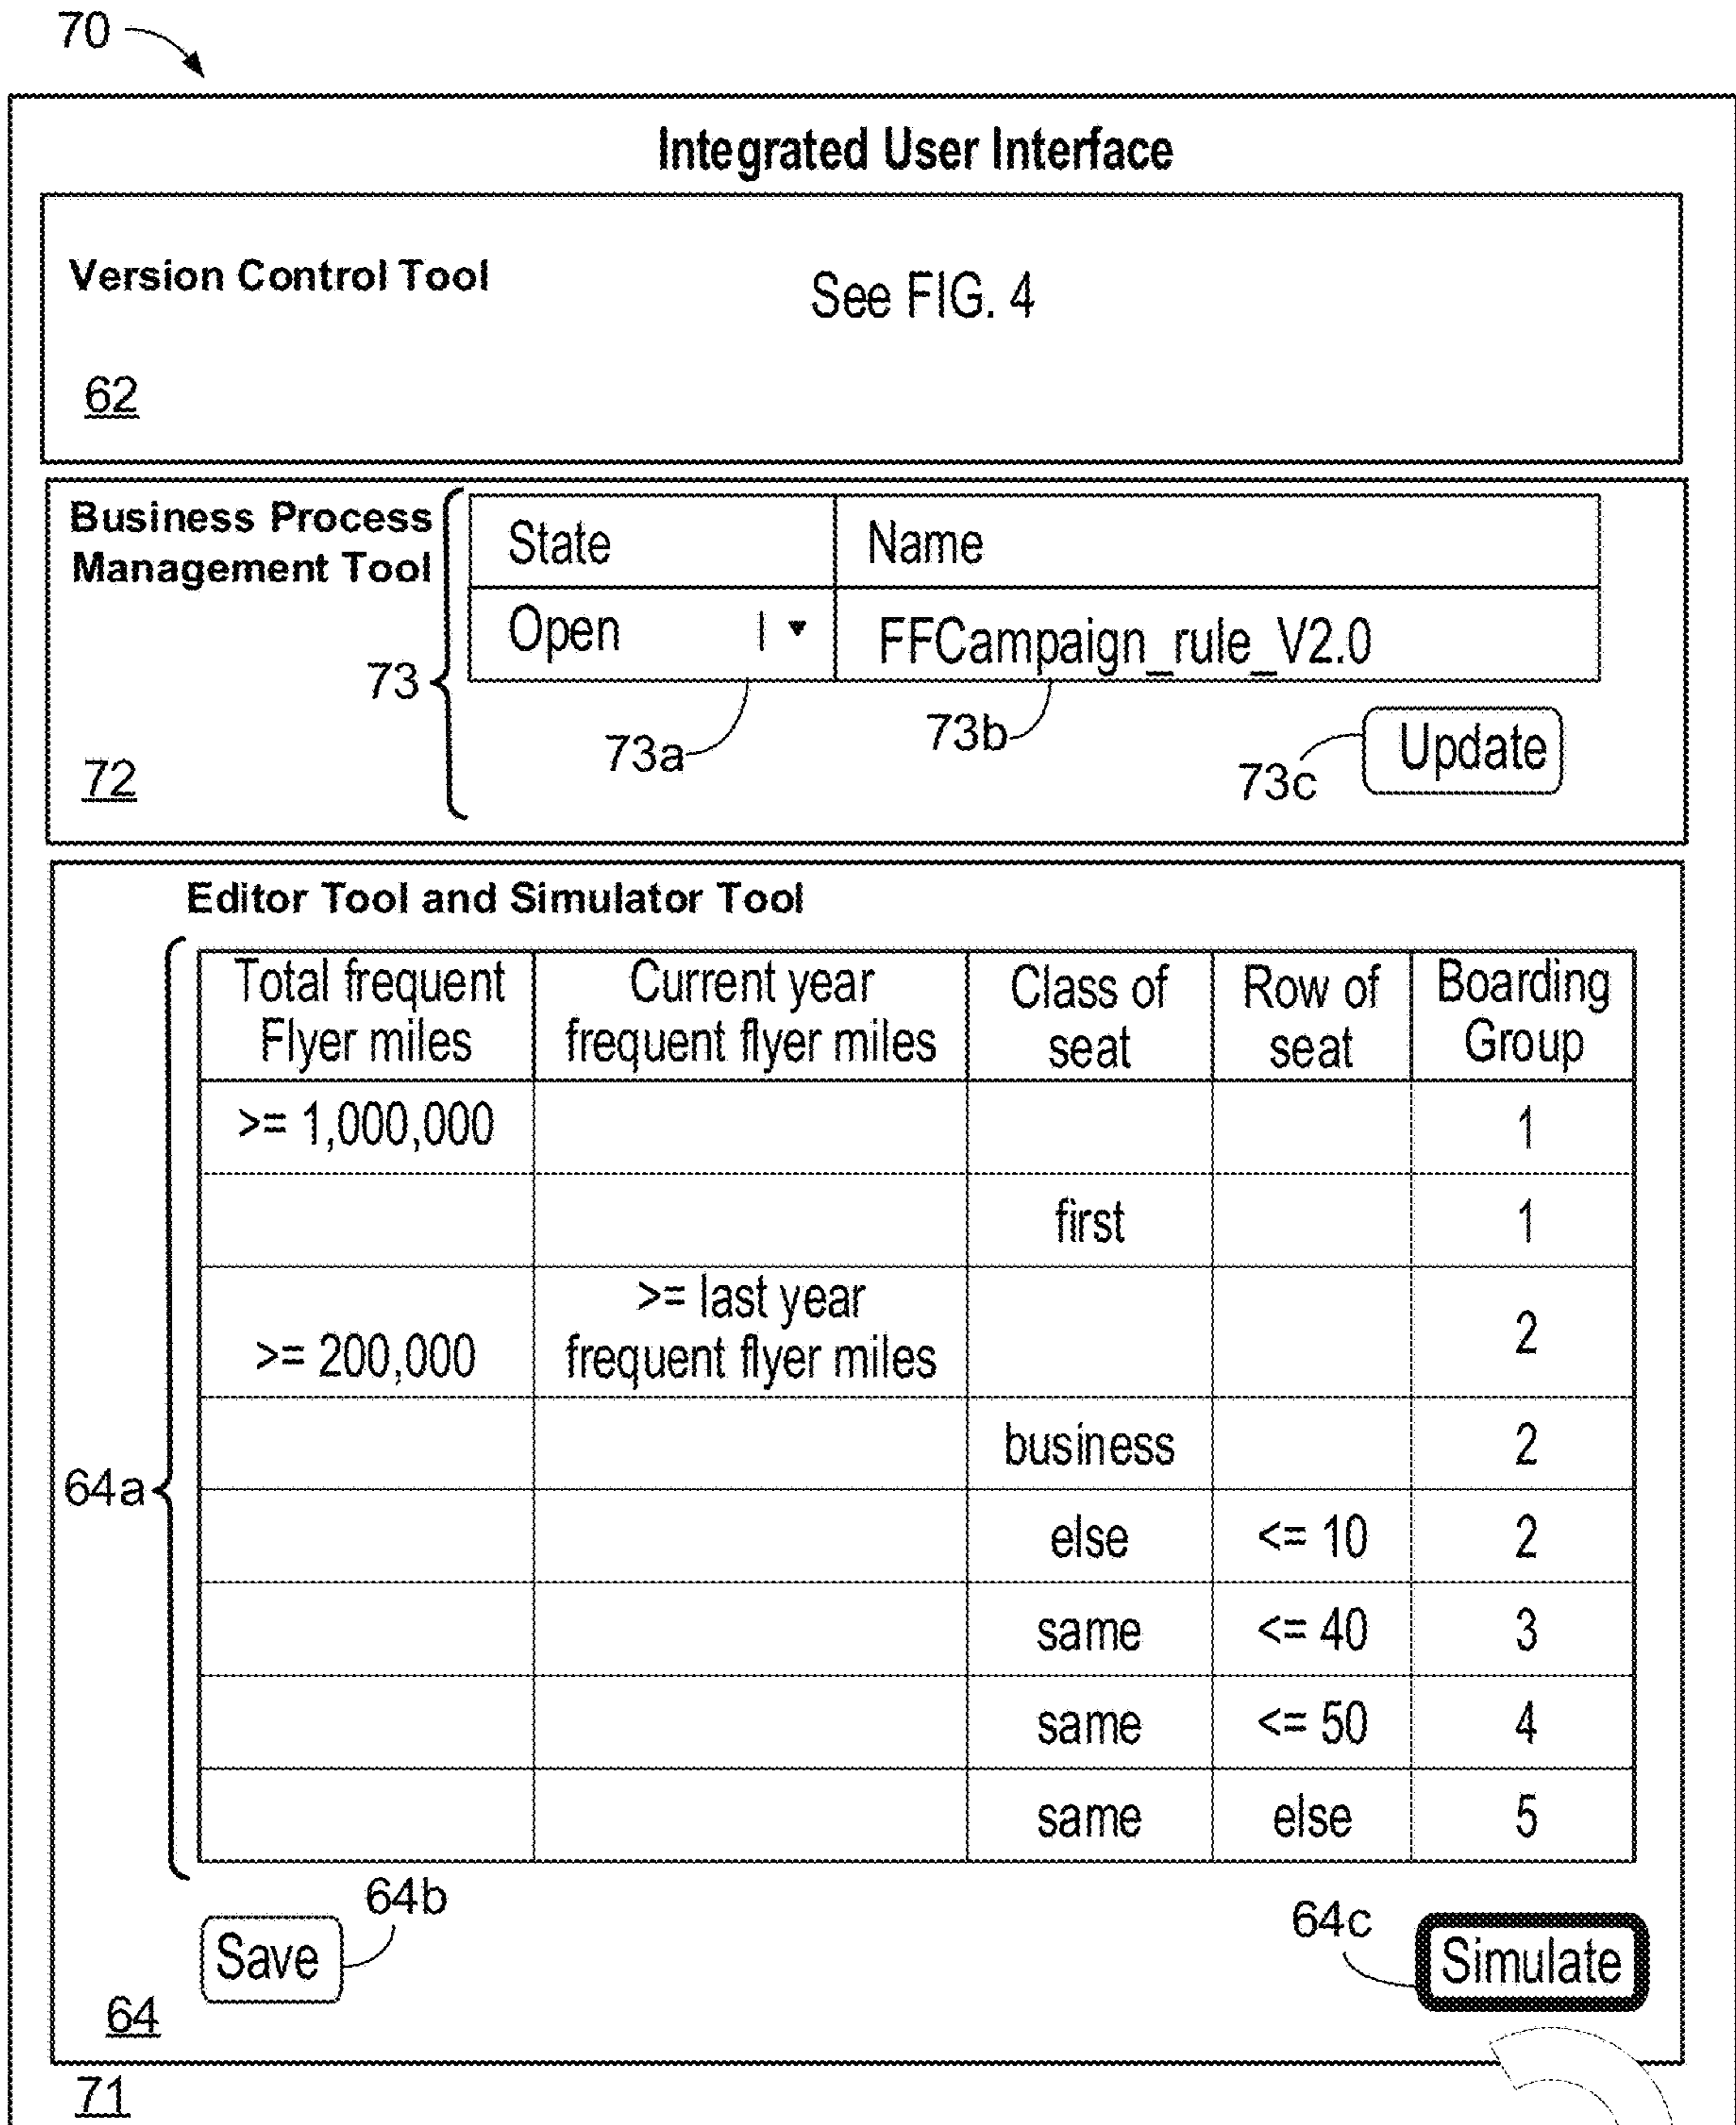 70
Integrated User Interface
Version Control Tool
See FIG. 4
62
Business Process
Management Tool
73
State Name
Open FFCampaign_rule_V2.0
73a
73b
73c
Update
72
Editor Tool and Simulator Tool
64a
Total frequent
Flyer miles
Current year
frequent flyer miles
Class of
seat
Row of
seat
Boarding
Group
>= 1,000,000 1
first 1
>= 200,000
>= last year
frequent flyer miles
2
business 2
else <= 10 2
same <= 40 3
same <= 50 4
same else 5
64b
Save
64c
Simulate
64
71